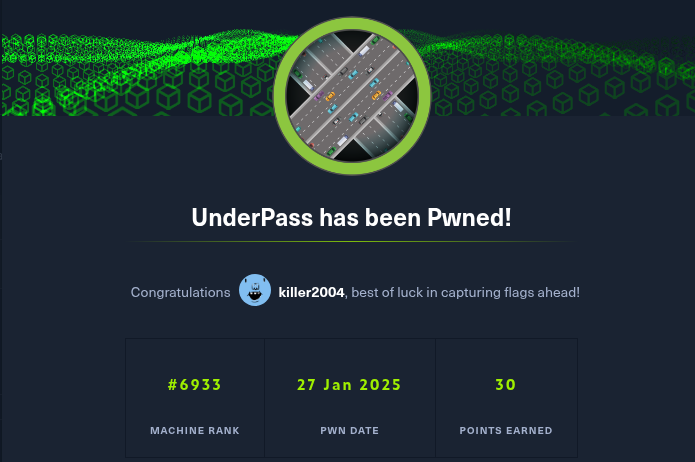 UnderPass has been Pwned!
Congratulations killer2004, best of luck in capturing flags ahead!
#6933 27 Jan 2025 30
MACHINE RANK PWN DATE POINTS EARNED